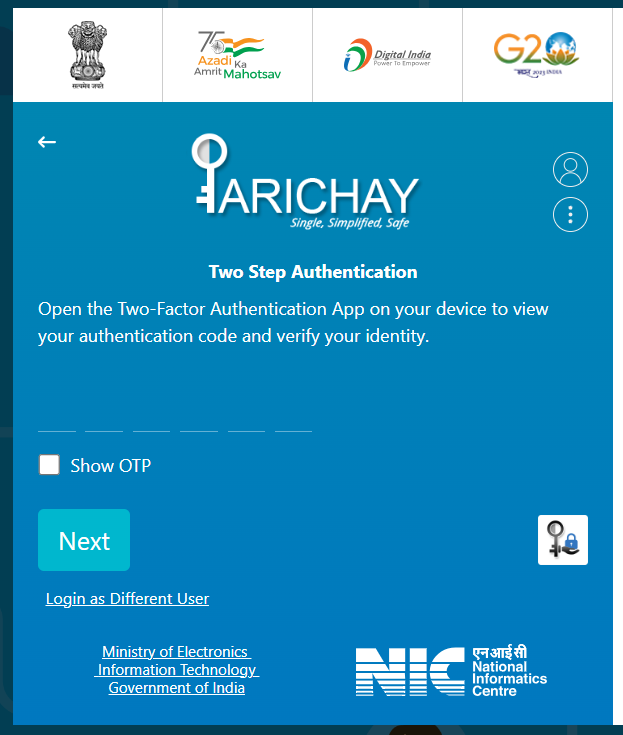 सत्यमेव जयते
75
Azadi Ka
Amrit Mahotsav
Digital India
Power To Empower
G20
भारत 2023 INDIA
PARICHAY
Single, Simplified, Safe
Two Step Authentication
Open the Two-Factor Authentication App on your device to view
your authentication code and verify your identity.
Show OTP
Next
Login as Different User
Ministry of Electronics
Information Technology
Government of India
NIC
एनआईसी
National
Informatics
Centre